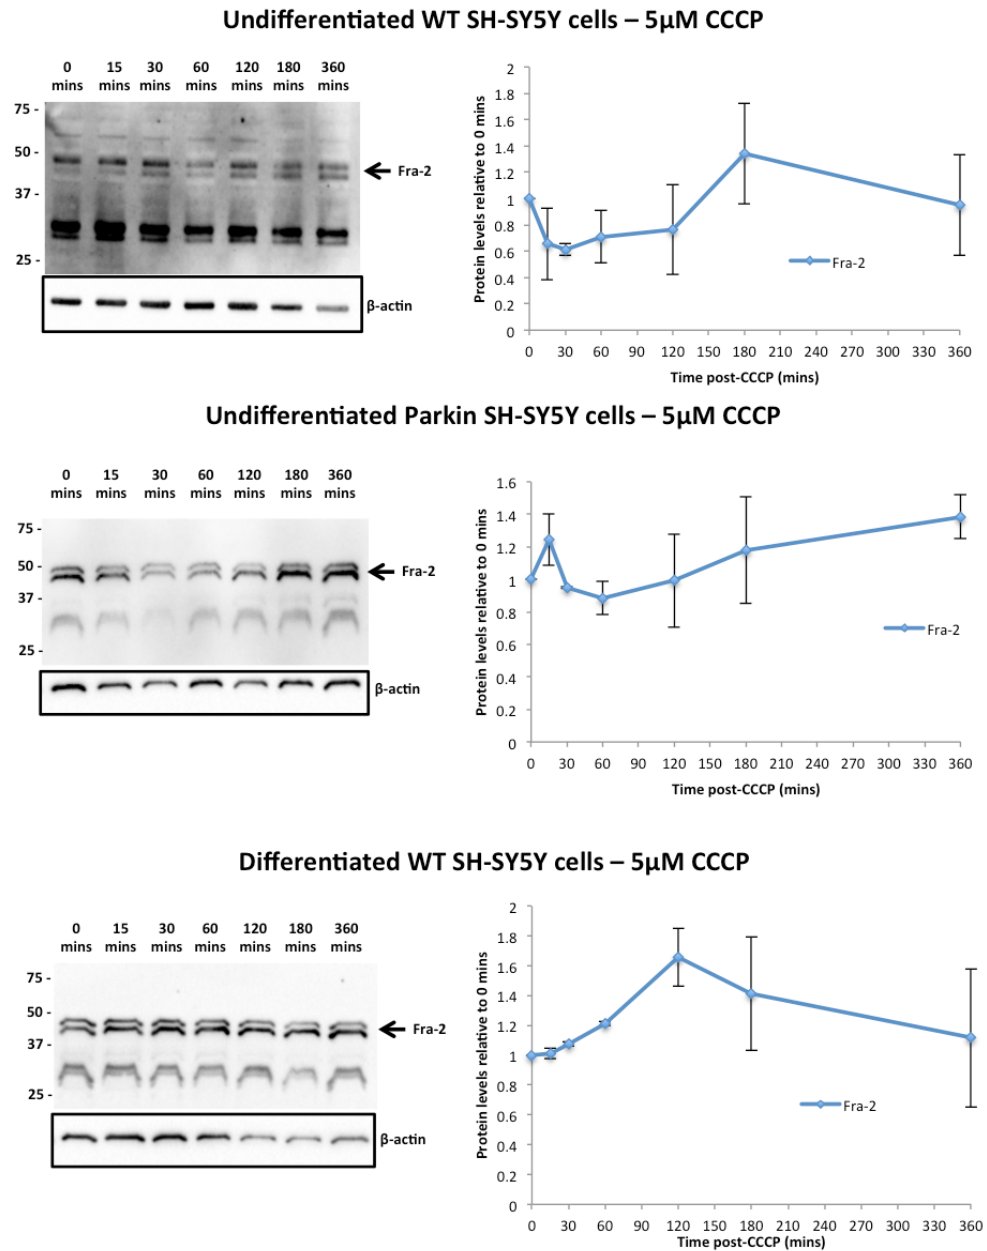 Undifferentiated WT SH-SY5Y cells – 5µM CCCP
0 15 30 60 120 180 360
mins mins mins mins mins mins mins
75 -
50 -
37 -
25 -
Fra-2
β-actin
Protein levels relative to 0 mins
2
1.8
1.6
1.4
1.2
1
0.8
0.6
0.4
0.2
0
Fra-2
0 30 60 90 120 150 180 210 240 270 300 330 360
Time post-CCCP (mins)
Undifferentiated Parkin SH-SY5Y cells – 5µM CCCP
0 15 30 60 120 180 360
mins mins mins mins mins mins mins
75 -
50 -
37 -
25 -
Fra-2
β-actin
Protein levels relative to 0 mins
1.6
1.4
1.2
1
0.8
0.6
0.4
0.2
0
Fra-2
0 30 60 90 120 150 180 210 240 270 300 330 360
Time post-CCCP (mins)
Differentiated WT SH-SY5Y cells – 5µM CCCP
0 15 30 60 120 180 360
mins mins mins mins mins mins mins
75 -
50 -
37 -
25 -
Fra-2
β-actin
Protein levels relative to 0 mins
2
1.8
1.6
1.4
1.2
1
0.8
0.6
0.4
0.2
0
Fra-2
0 30 60 90 120 150 180 210 240 270 300 330 360
Time post-CCCP (mins)